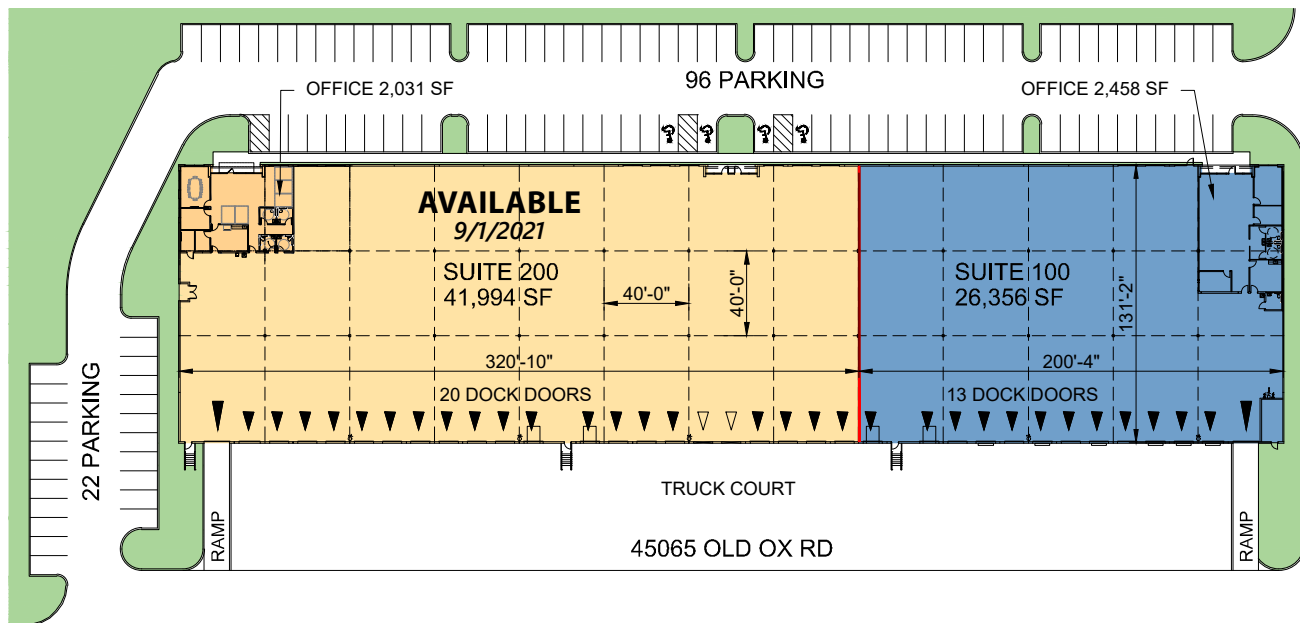 96 PARKING
OFFICE 2,031 SF
OFFICE 2,458 SF
AVAILABLE
9/1/2021
SUITE 200
41,994 SF
40'-0"
40'-0"
SUITE 100
26,356 SF
131'-2"
320'-10"
200'-4"
20 DOCK DOORS
13 DOCK DOORS
22 PARKING
TRUCK COURT
RAMP
45065 OLD OX RD
RAMP